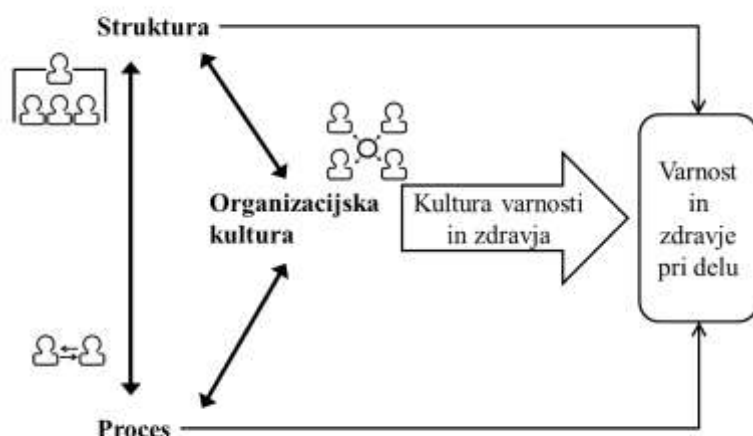 Struktura
Organizacijska
kultura
Kultura varnosti
in zdravja
Varnost
in
zdravje
pri delu
Proces